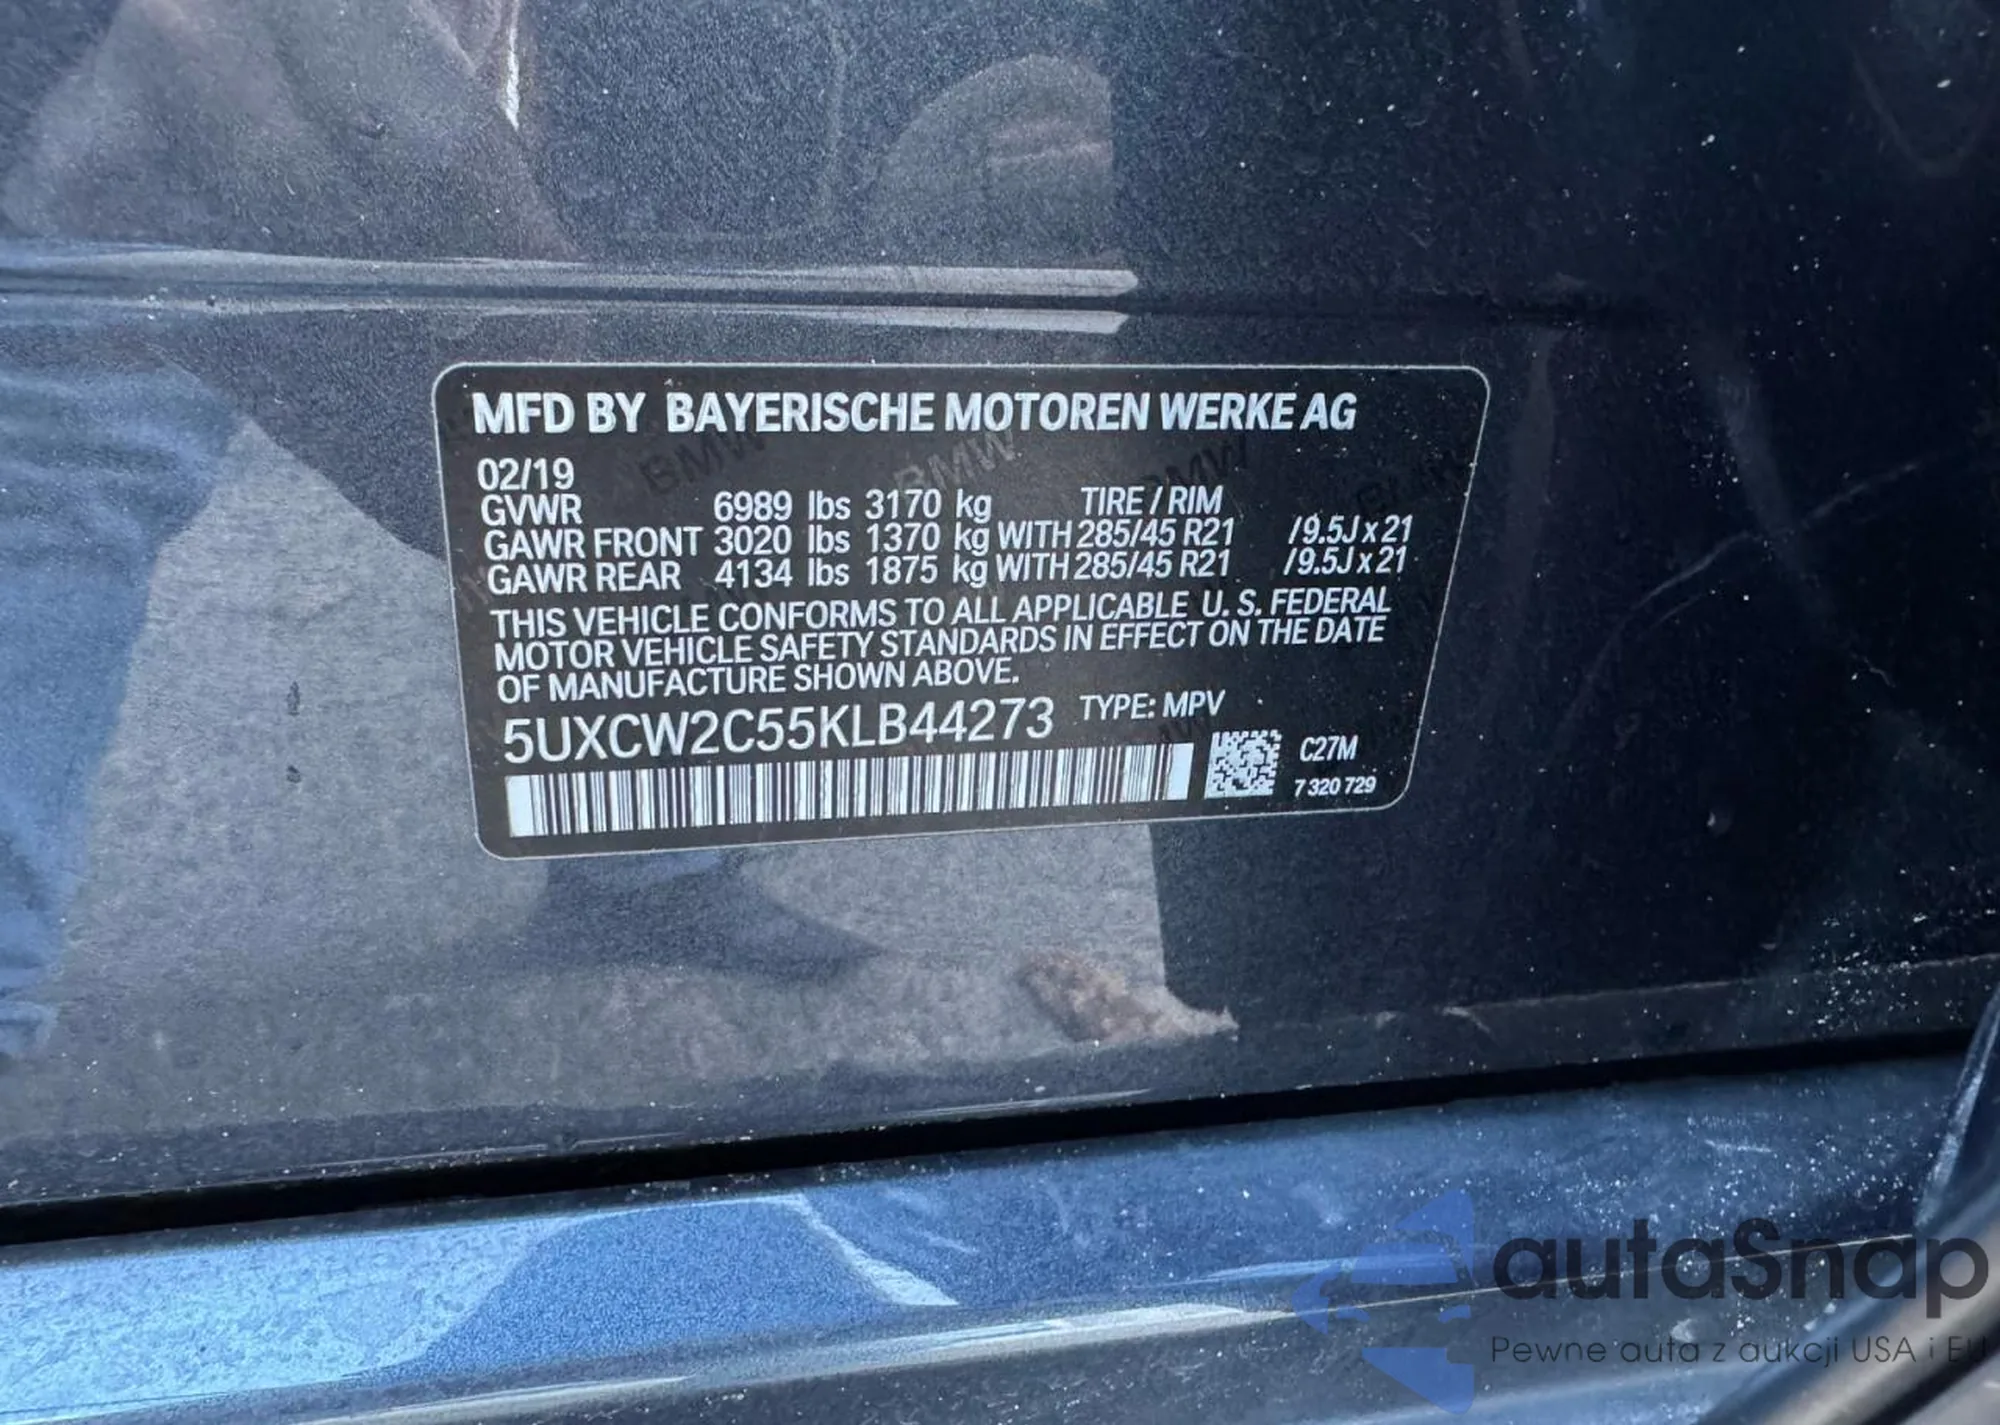 MFD BY BAYERISCHE MOTOREN WERKE AG
02/19
GVWR 6989 lbs 3170 kg TIRE / RIM
GAWR FRONT 3020 lbs 1370 kg WITH 285/45 R21 /9.5J x 21
GAWR REAR 4134 lbs 1875 kg WITH 285/45 R21 /9.5J x 21
THIS VEHICLE CONFORMS TO ALL APPLICABLE U. S. FEDERAL
MOTOR VEHICLE SAFETY STANDARDS IN EFFECT ON THE DATE
OF MANUFACTURE SHOWN ABOVE.
5UXCW2C55KLB44273 TYPE: MPV
C27M
7 320 729
autaSnap
Pewne auta z aukcji USA i EU